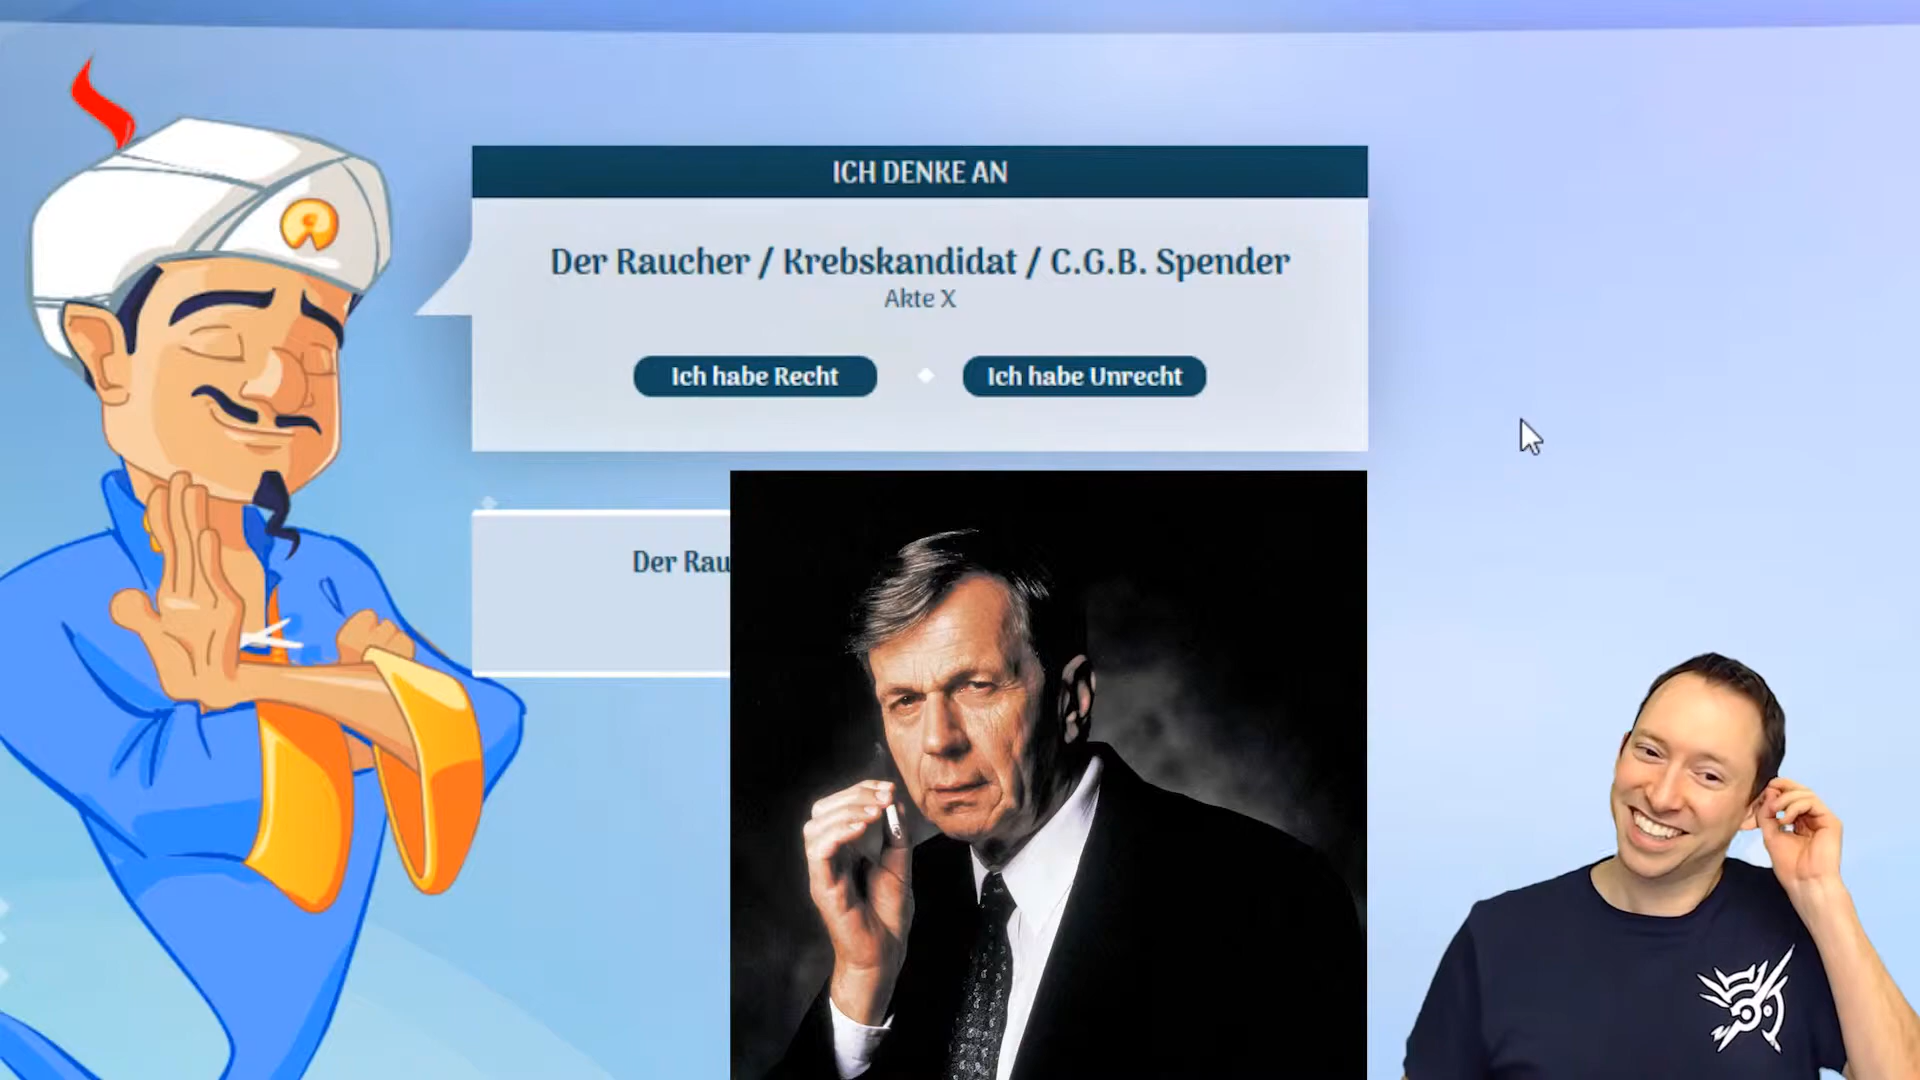 ICH DENKE AN
Der Raucher / Krebskandidat / C.G.B. Spender
Akte X
Ich habe Recht
Ich habe Unrecht
Der Rau